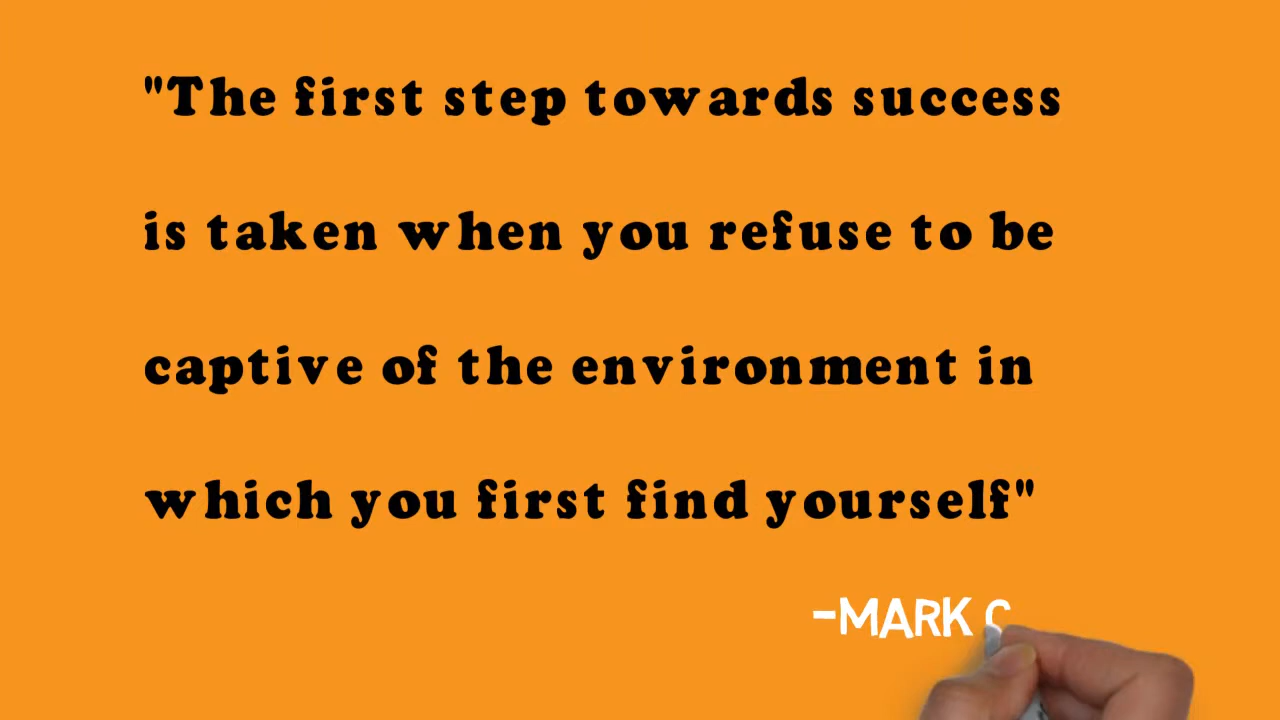 "The first step towards success
is taken when you refuse to be
captive of the environment in
which you first find yourself"
-MARK C